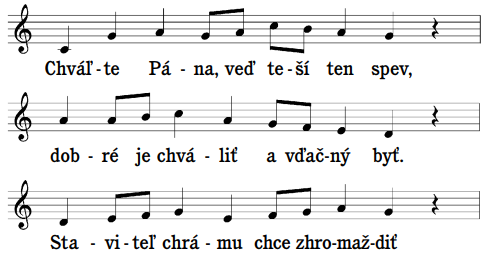 Chváľ-te Pá-na, veď te-ší ten spev,
dob-ré je chvá-liť a vďač-ný byť.
Sta-vi-teľ chrá-mu chce zhro-maž-diť